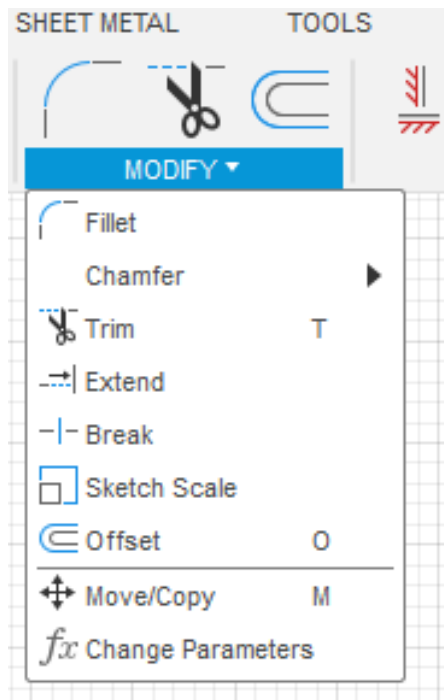 SHEET METAL TOOLS
MODIFY
Fillet
Chamfer
Trim T
Extend
Break
Sketch Scale
Offset O
Move/Copy M
fx Change Parameters